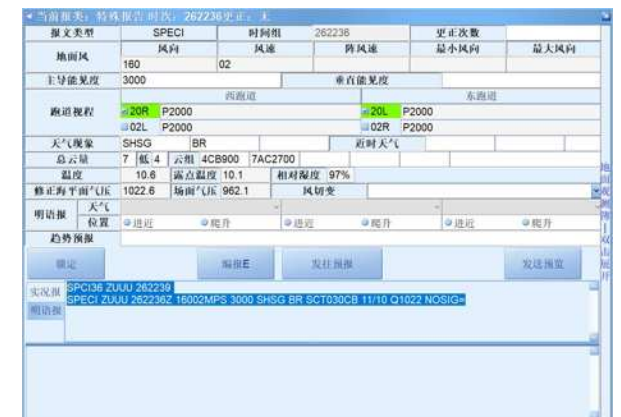 当前报类：特殊报告 时次：262236更正：无
报文类型 SPECI 时间组 262236 更正次数
地面风 风向 风速 阵风速 最小风向 最大风向
160 02
主导能见度 3000 垂直能见度
跑道视程 西跑道 东跑道
20R P2000 20L P2000
02L P2000 02R P2000
天气现象 SHSG BR 近时天气
总云量 7 低 4 云组 4CB900 7AC2700
温度 10.6 露点温度 10.1 相对湿度 97%
修正海平面气压 1022.6 场面气压 962.1 风切变
明语报 天气
位置 进近 爬升 进近 爬升 进近 爬升
趋势预报
锁定 编报E 发往预报 发送预览
实况报 SPCI36 ZUUU 262239
SPECI ZUUU 262236Z 16002MPS 3000 SHSG BR SCT030CB 11/10 Q1022 NOSIG=
明语报
地面观测簿 | 双击展开